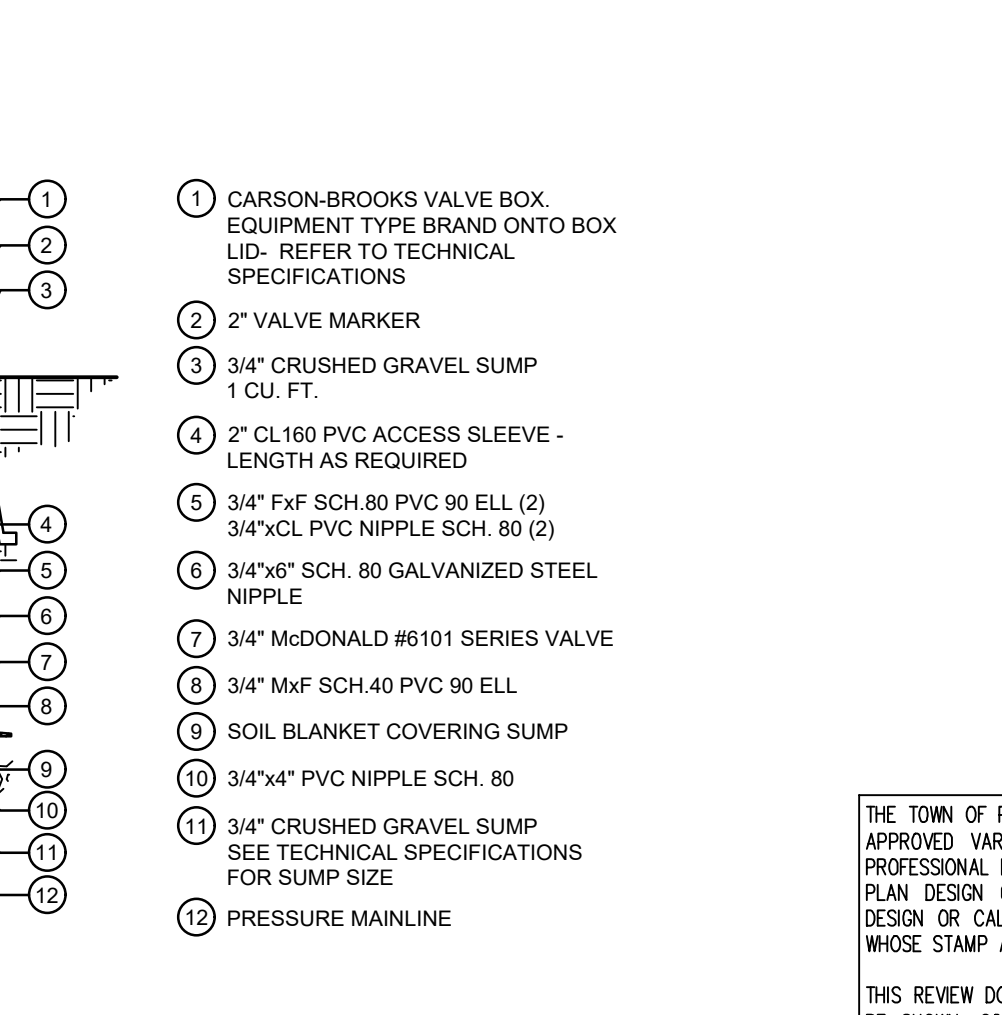 1
2
3
4
5
6
7
8
9
10
11
12
1 CARSON-BROOKS VALVE BOX.
EQUIPMENT TYPE BRAND ONTO BOX
LID- REFER TO TECHNICAL
SPECIFICATIONS
2 2" VALVE MARKER
3 3/4" CRUSHED GRAVEL SUMP
1 CU. FT.
4 2" CL160 PVC ACCESS SLEEVE -
LENGTH AS REQUIRED
5 3/4" FxF SCH.80 PVC 90 ELL (2)
3/4"xCL PVC NIPPLE SCH. 80 (2)
6 3/4"x6" SCH. 80 GALVANIZED STEEL
NIPPLE
7 3/4" McDONALD #6101 SERIES VALVE
8 3/4" MxF SCH.40 PVC 90 ELL
9 SOIL BLANKET COVERING SUMP
10 3/4"x4" PVC NIPPLE SCH. 80
11 3/4" CRUSHED GRAVEL SUMP
SEE TECHNICAL SPECIFICATIONS
FOR SUMP SIZE
12 PRESSURE MAINLINE
THE TOWN OF
APPROVED VAR
PROFESSIONAL
PLAN DESIGN
DESIGN OR CAL
WHOSE STAMP
THIS REVIEW